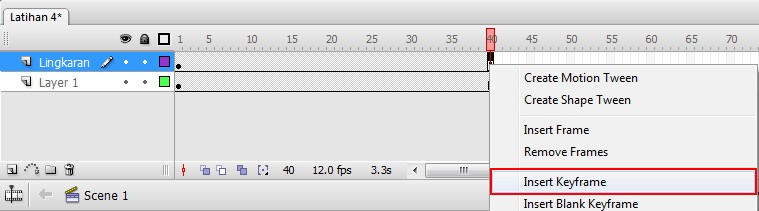 Latihan 4*
1 5 10 15 20 25 30 35 40 45 50 55 60 65 70
Lingkaran
Layer 1
40 12.0 fps 3.3s
Scene 1
Create Motion Tween
Create Shape Tween
Insert Frame
Remove Frames
Insert Keyframe
Insert Blank Keyframe